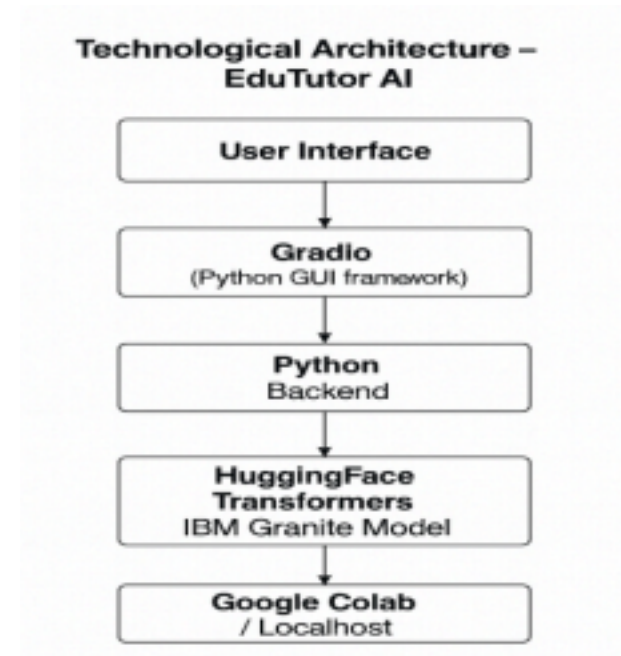 Technological Architecture –
EduTutor AI
User Interface
Gradio
(Python GUI framework)
Python
Backend
HuggingFace
Transformers
IBM Granite Model
Google Colab
/ Localhost